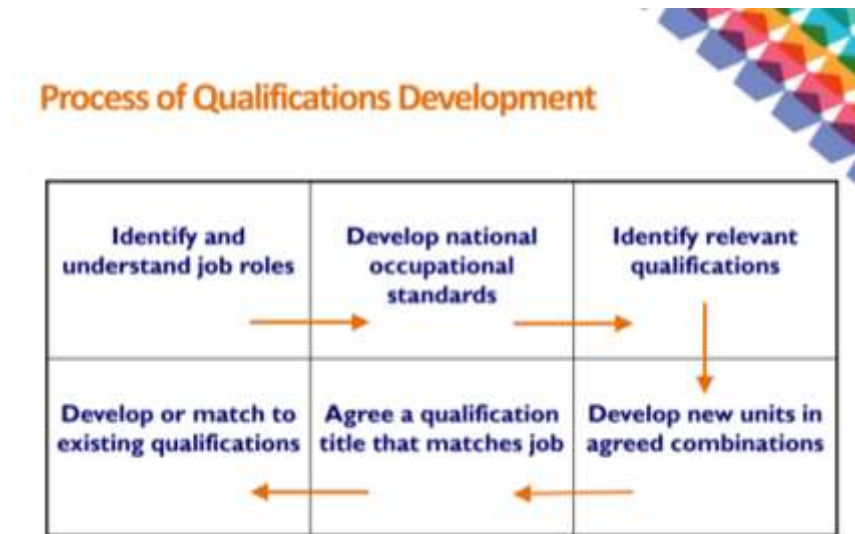 Process of Qualifications Development
Identify and
understand job roles
Develop national
occupational
standards
Identify relevant
qualifications
Develop or match to
existing qualifications
Agree a qualification
title that matches job
Develop new units in
agreed combinations